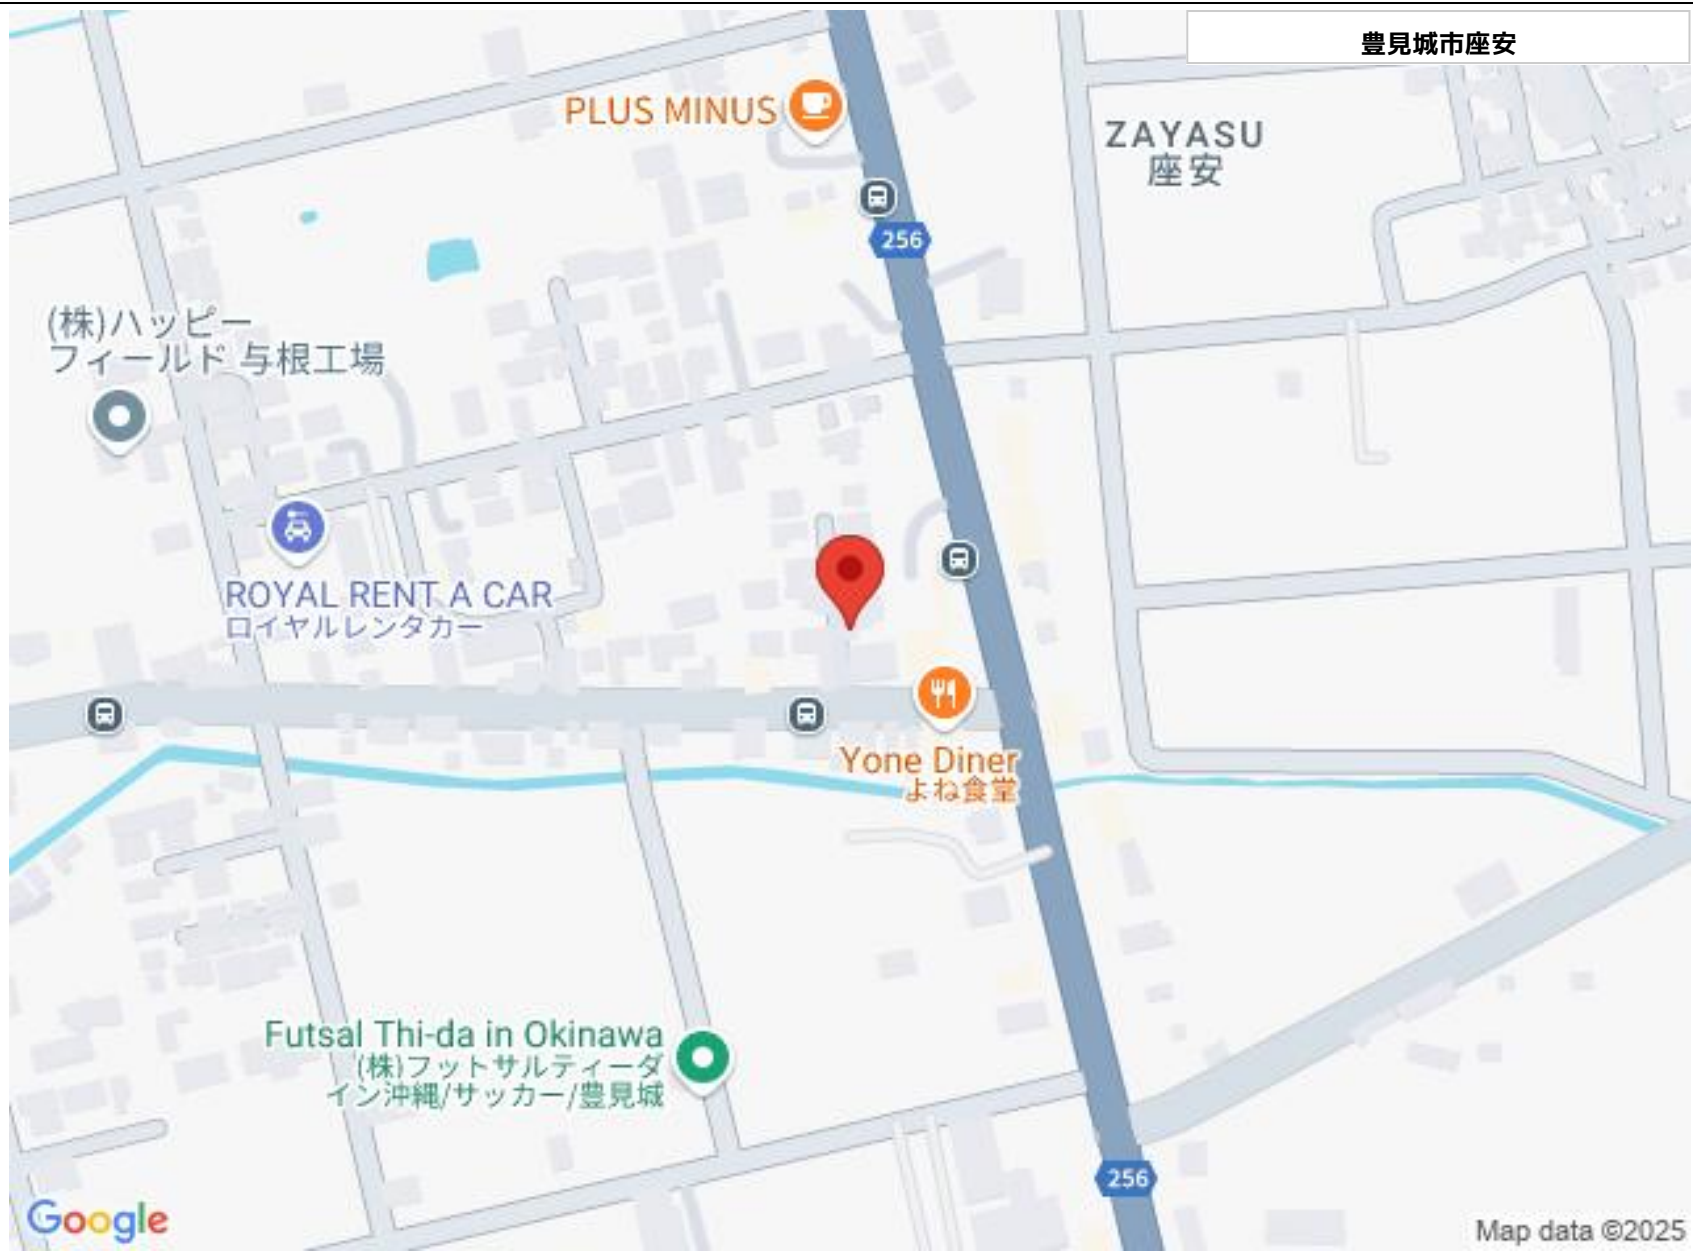 豊見城市座安
PLUS MINUS
ZAYASU
座安
256
(株)ハッピー
フィールド 与根工場
ROYAL RENT A CAR
ロイヤルレンタカー
Yone Diner
よね食堂
Futsal Thi-da in Okinawa
(株)フットサルティーダ
イン沖縄/サッカー/豊見城
256
Google
Map data ©2025